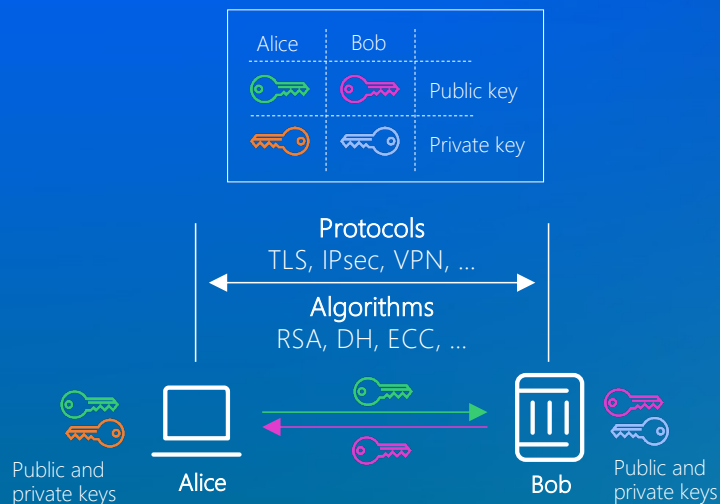 Alice Bob
Public key
Private key
Protocols
TLS, IPsec, VPN, ...
Algorithms
RSA, DH, ECC, ...
Public and
private keys
Alice
Bob
Public and
private keys